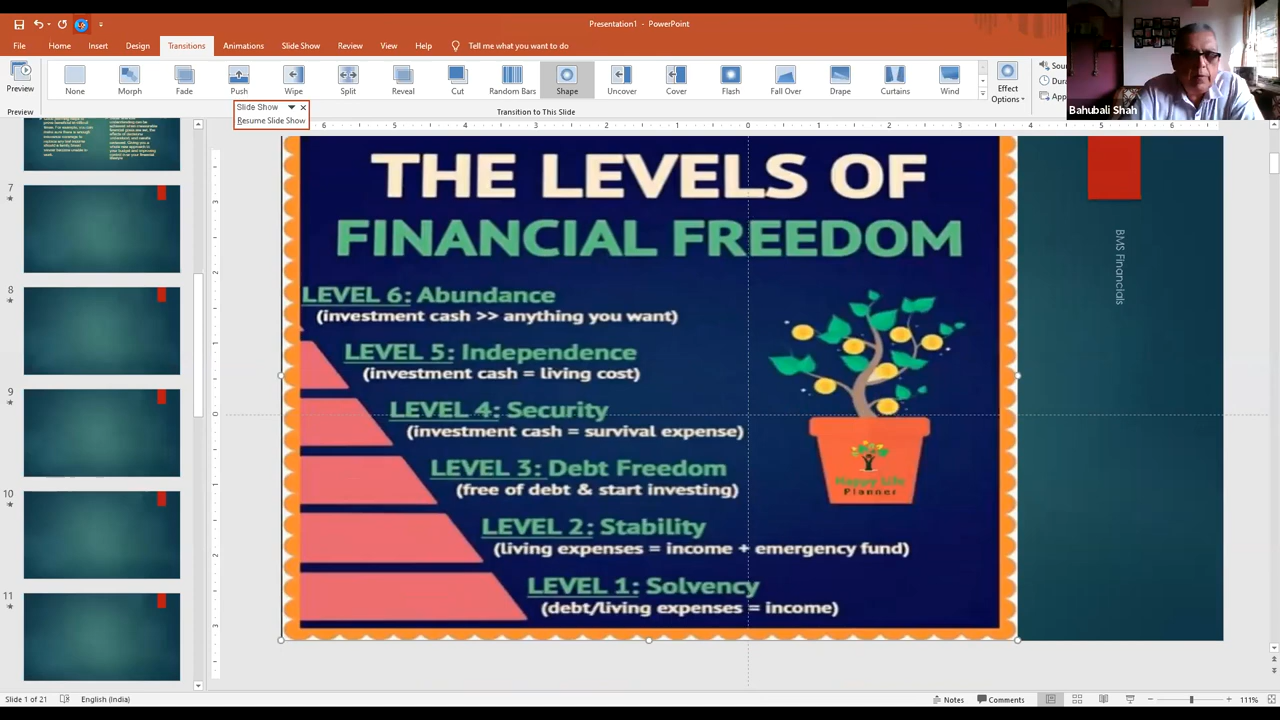 Presentation1 - PowerPoint
File Home Insert Design Transitions Animations Slide Show Review View Help Tell me what you want to do
None Morph Fade Push Wipe Split Reveal Cut Random Bars Shape Uncover Cover Flash Fall Over Drape Curtains Wind
Preview
Effect
Options
Preview
Transition to This Slide
Slide Show
Resume Slide Show
Bahubali Shah
THE LEVELS OF
FINANCIAL FREEDOM
LEVEL 6: Abundance
(investment cash >> anything you want)
LEVEL 5: Independence
(investment cash = living cost)
LEVEL 4: Security
(investment cash = survival expense)
LEVEL 3: Debt Freedom
(free of debt & start investing)
LEVEL 2: Stability
(living expenses = income + emergency fund)
LEVEL 1: Solvency
(debt/living expenses = income)
Happy Life
Planner
BMS Financials
7
8
9
10
11
Slide 1 of 21 English (India)
Notes Comments 111%